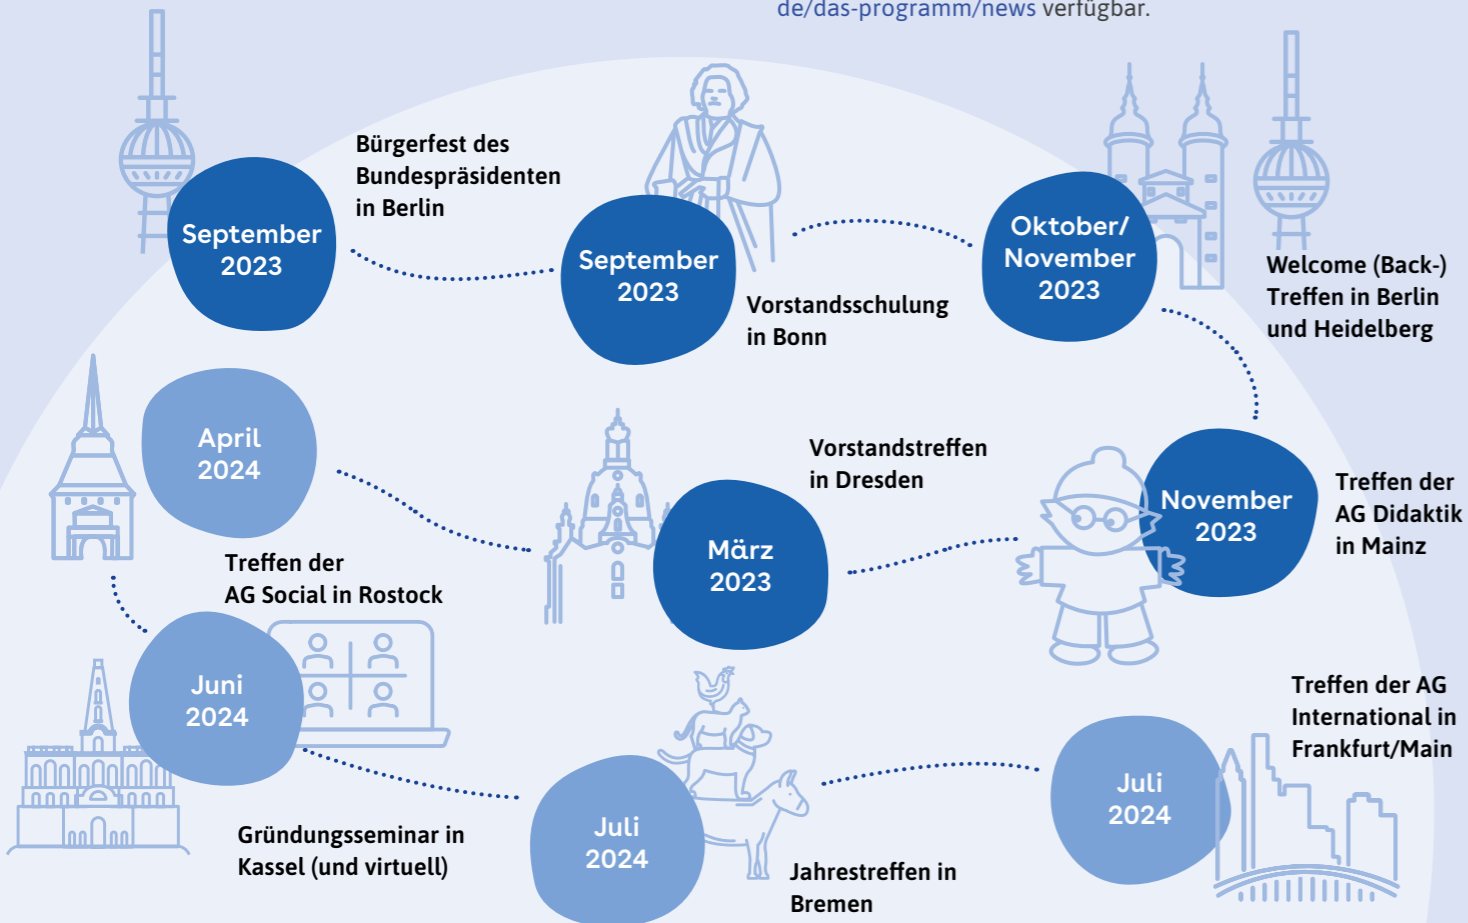 de/das-programm/news verfügbar.
September
2023
Bürgerfest des
Bundespräsidenten
in Berlin
September
2023
Vorstandsschulung
in Bonn
Oktober/
November
2023
Welcome (Back-)
Treffen in Berlin
und Heidelberg
November
2023
Treffen der
AG Didaktik
in Mainz
März
2023
Vorstandstreffen
in Dresden
April
2024
Treffen der
AG Social in Rostock
Juni
2024
Gründungsseminar in
Kassel (und virtuell)
Juli
2024
Jahrestreffen in
Bremen
Juli
2024
Treffen der AG
International in
Frankfurt/Main